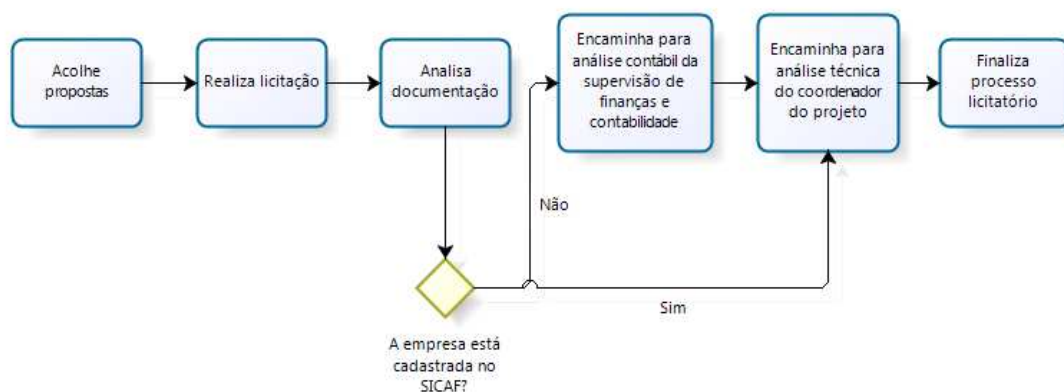 Acolhe
propostas
Realiza licitação
Analisa
documentação
Encaminha para
análise contábil da
supervisão de
finanças e
contabilidade
Encaminha para
análise técnica
do coordenador
do projeto
Finaliza
processo
licitatório
Não
Sim
A empresa está
cadastrada no
SICAF?